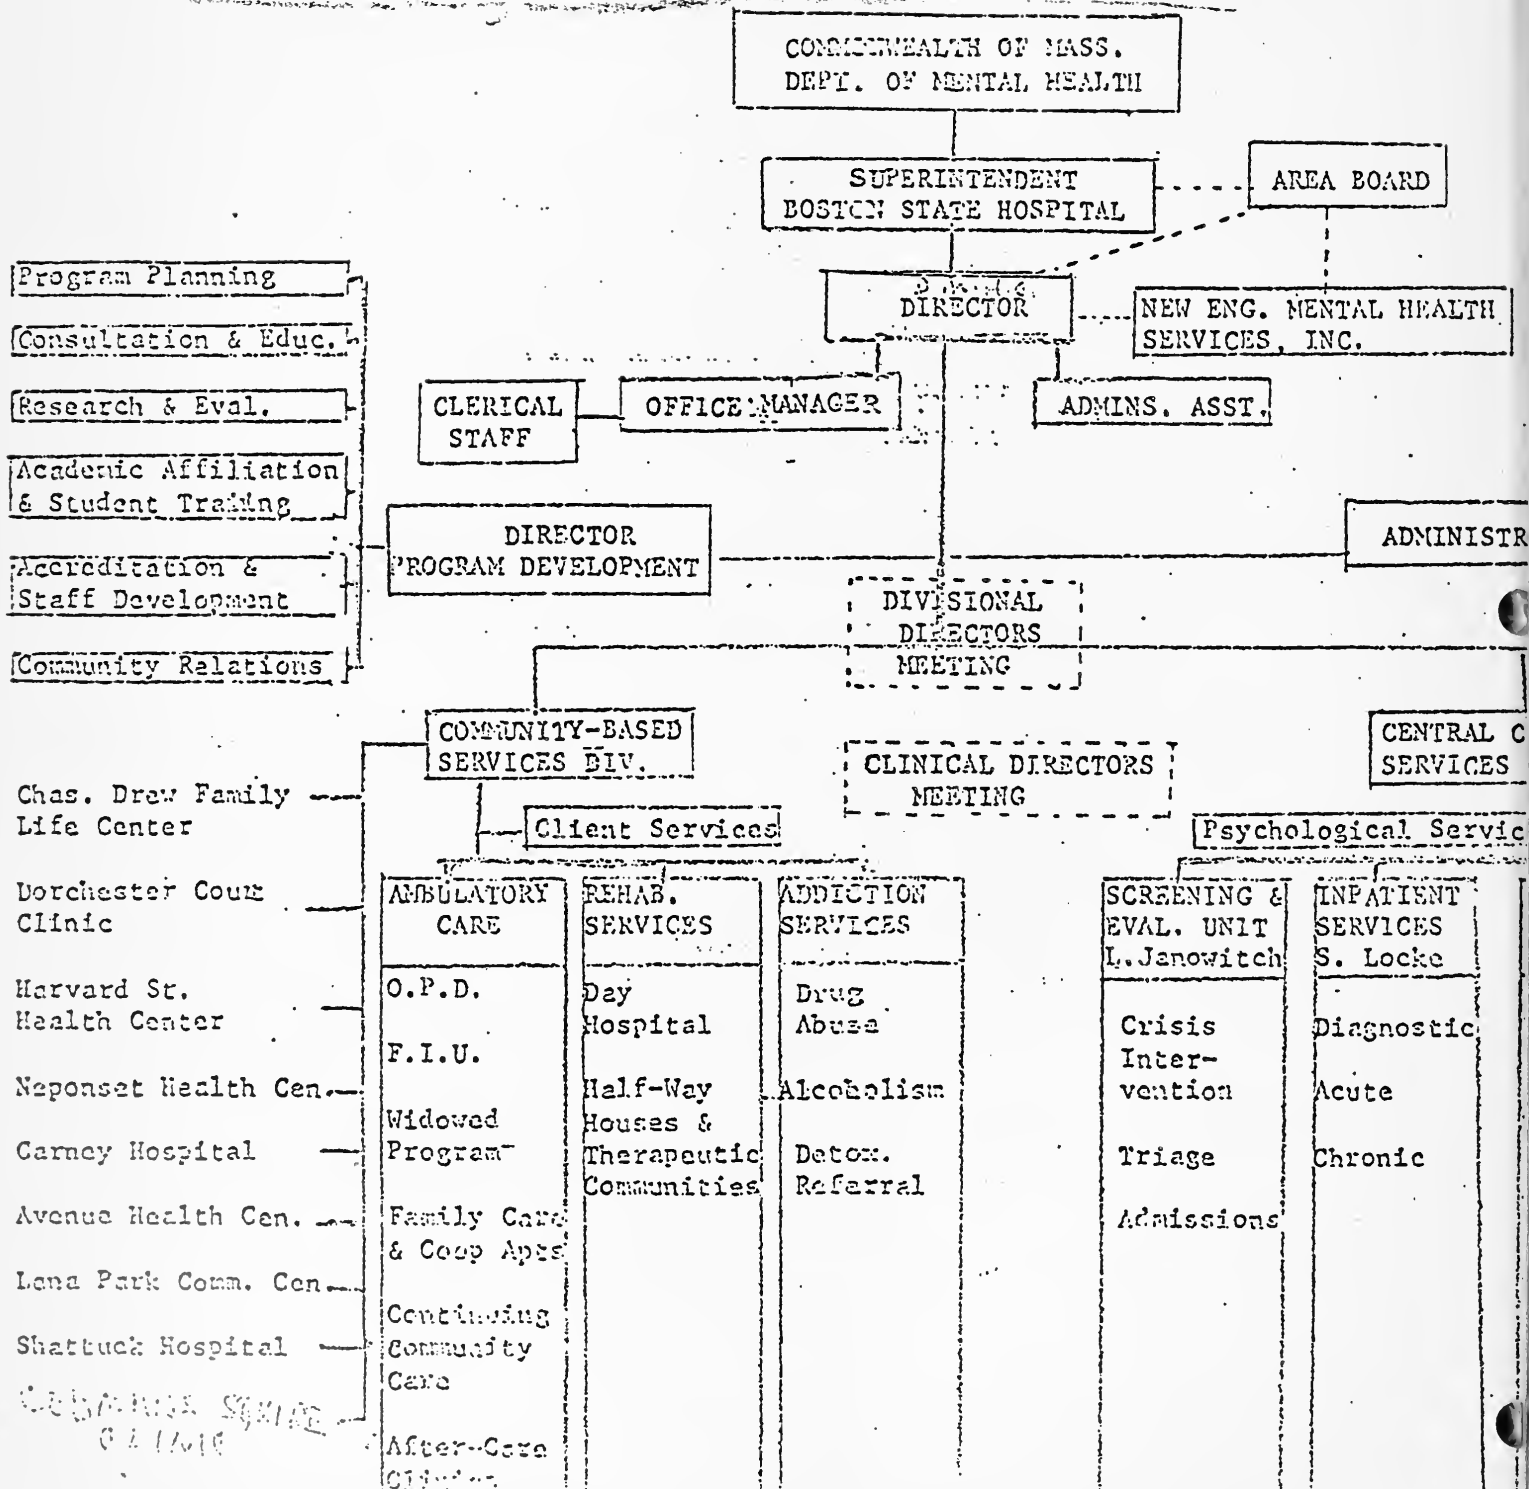 COMMONWEALTH OF MASS.
DEPT. OF MENTAL HEALTH
SUPERINTENDENT
BOSTON STATE HOSPITAL
AREA BOARD
DIRECTOR
NEW ENG. MENTAL HEALTH
SERVICES, INC.
Program Planning
Consultation & Educ.
Research & Eval.
Academic Affiliation
& Student Training
Accreditation &
Staff Development
Community Relations
CLERICAL
STAFF
OFFICE MANAGER
ADMINS. ASST.
DIRECTOR
PROGRAM DEVELOPMENT
ADMINISTR
DIVISIONAL
DIRECTORS
MEETING
COMMUNITY-BASED
SERVICES DIV.
CLINICAL DIRECTORS
MEETING
CENTRAL C
SERVICES
Client Services
Psychological Servic
Chas. Drew Family
Life Center
Dorchester Court
Clinic
Harvard St.
Health Center
Neponset Health Cen.
Carney Hospital
Avenue Health Cen.
Lena Park Comm. Cen.
Shattuck Hospital
SQUARE
AMBULATORY
CARE
O.P.D.
F.I.U.
Widowed
Program
Family Care
& Coop Apts
Continuing
Community
Care
After-Care
REHAB.
SERVICES
Day
Hospital
Half-Way
Houses &
Therapeutic
Communities
ADDICTION
SERVICES
Drug
Abuse
Alcoholism
Detox.
Referral
SCREENING &
EVAL. UNIT
L.Janowitch
Crisis
Inter-
vention
Triage
Admissions
INPATIENT
SERVICES
S. Locke
Diagnostic
Acute
Chronic